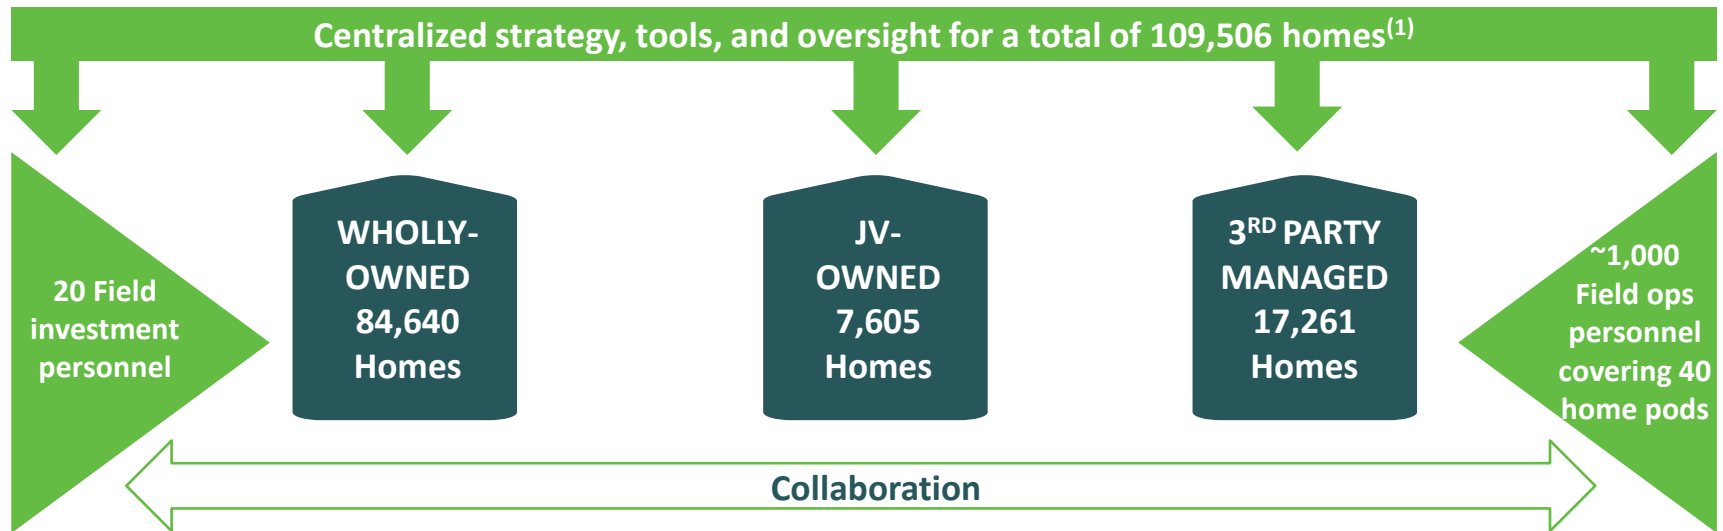 Centralized strategy, tools, and oversight for a total of 109,506 homes(1)
20 Field
investment
personnel
WHOLLY-
OWNED
84,640
Homes
JV-
OWNED
7,605
Homes
3RD PARTY
MANAGED
17,261
Homes
~1,000
Field ops
personnel
covering 40
home pods
Collaboration